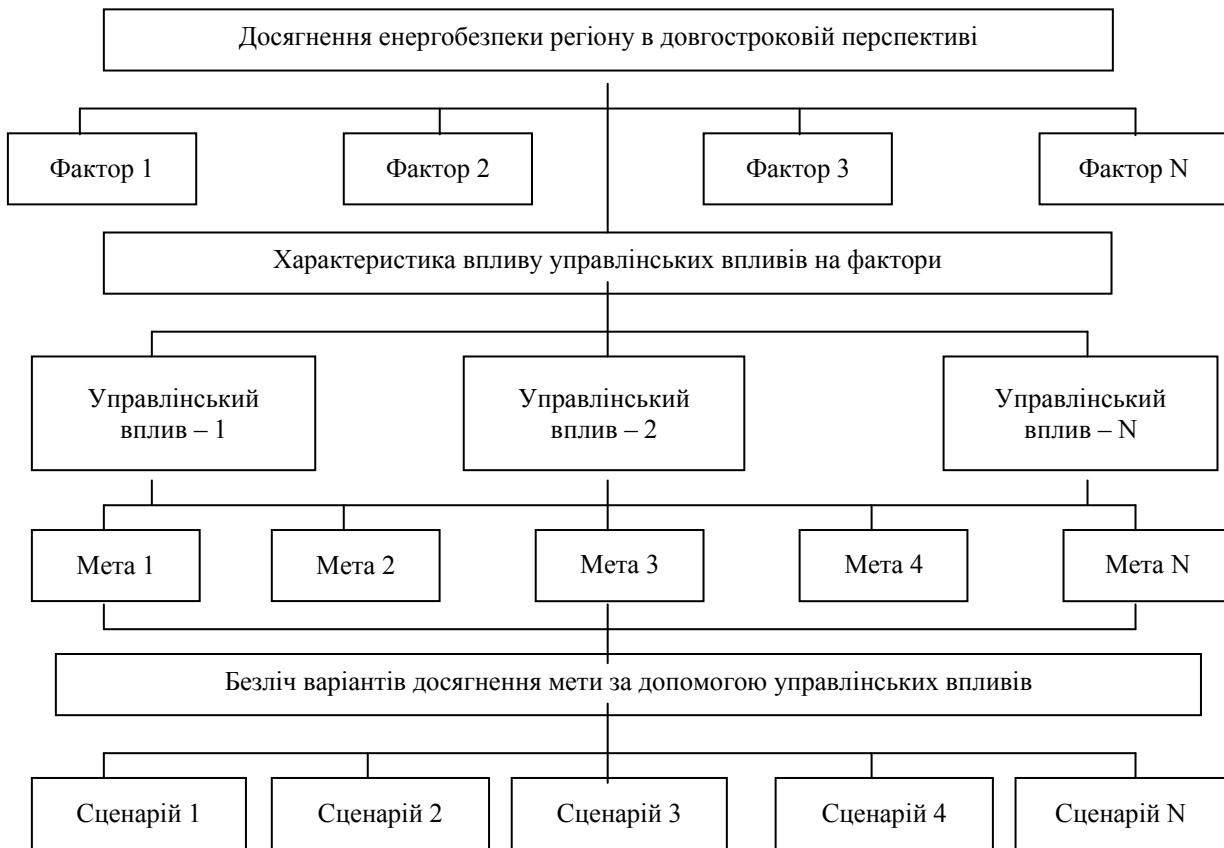 Досягнення енергобезпеки регіону в довгостроковій перспективі
Фактор 1
Фактор 2
Фактор 3
Фактор N
Характеристика впливу управлінських впливів на фактори
Управлінський
вплив – 1
Управлінський
вплив – 2
Управлінський
вплив – N
Мета 1
Мета 2
Мета 3
Мета 4
Мета N
Безліч варіантів досягнення мети за допомогою управлінських впливів
Сценарій 1
Сценарій 2
Сценарій 3
Сценарій 4
Сценарій N